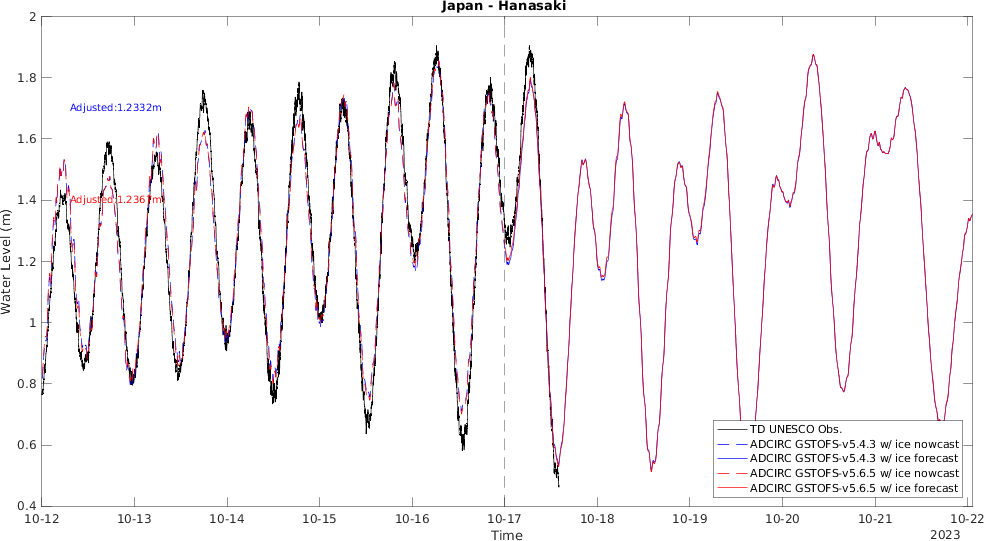 Japan - Hanasaki
2
1.8
1.6
1.4
1.2
1
0.8
0.6
0.4
Water Level (m)
Adjusted:1.2332m
Adjusted:1.2367m
TD UNESCO Obs.
ADCIRC GSTOFS-v5.4.3 w/ ice nowcast
ADCIRC GSTOFS-v5.4.3 w/ ice forecast
ADCIRC GSTOFS-v5.6.5 w/ ice nowcast
ADCIRC GSTOFS-v5.6.5 w/ ice forecast
10-12 10-13 10-14 10-15 10-16 10-17 10-18 10-19 10-20 10-21 10-22
Time
2023